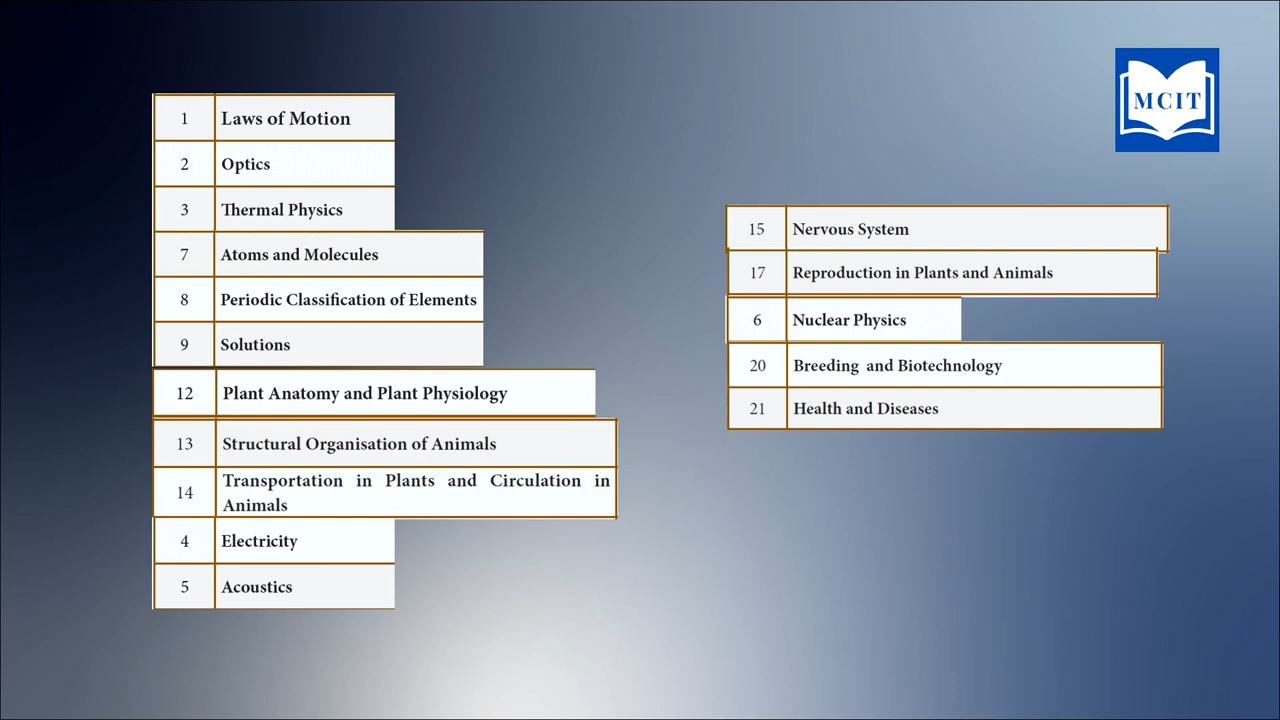 MCIT
1 Laws of Motion
2 Optics
3 Thermal Physics
7 Atoms and Molecules
8 Periodic Classification of Elements
9 Solutions
12 Plant Anatomy and Plant Physiology
13 Structural Organisation of Animals
14 Transportation in Plants and Circulation in
Animals
4 Electricity
5 Acoustics
15 Nervous System
17 Reproduction in Plants and Animals
6 Nuclear Physics
20 Breeding and Biotechnology
21 Health and Diseases